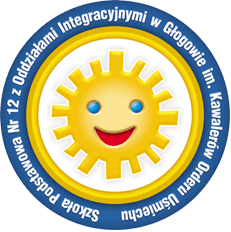 Szkoła Podstawowa Nr 12 z Oddziałami Integracyjnymi w Głogowie im. Kawalerów Orderu Uśmiechu